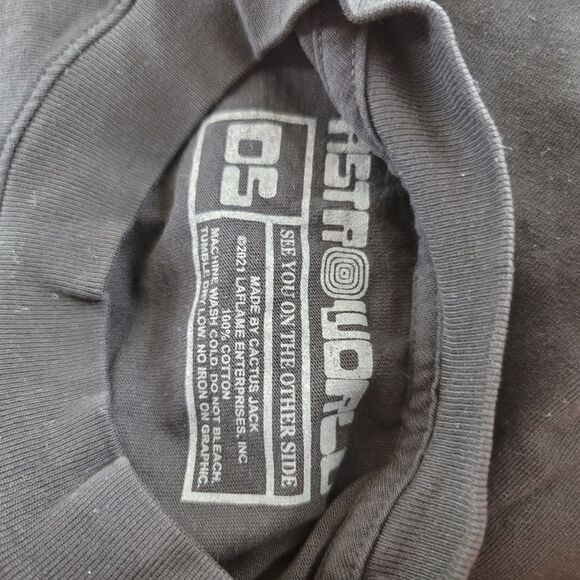 ASTROWORLD
OS
SEE YOU ON THE OTHER SIDE
MADE BY CACTUS JACK
©2021 LAFLAME ENTERPRISES, INC
100% COTTON
MACHINE WASH COLD. DO NOT BLEACH.
TUMBLE DRY LOW. NO IRON ON GRAPHIC.